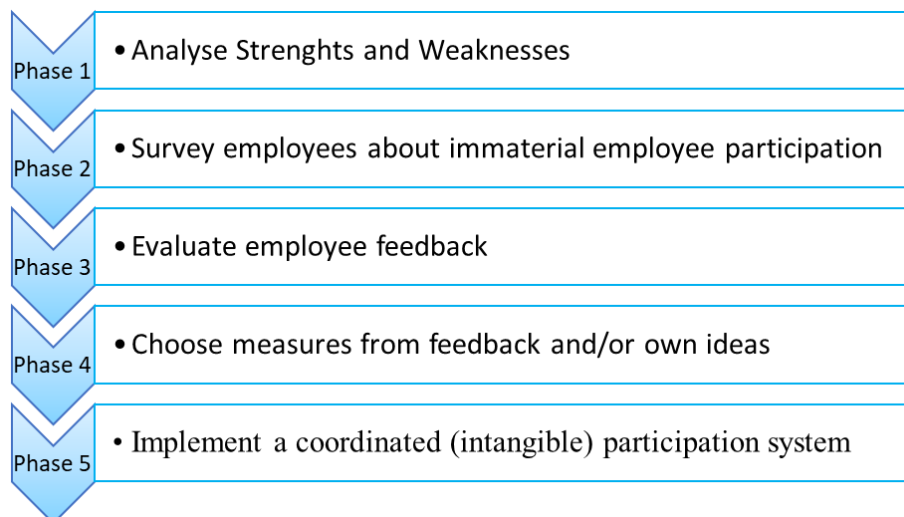 Phase 1
• Analyse Strenghts and Weaknesses
Phase 2
• Survey employees about immaterial employee participation
Phase 3
• Evaluate employee feedback
Phase 4
• Choose measures from feedback and/or own ideas
Phase 5
• Implement a coordinated (intangible) participation system